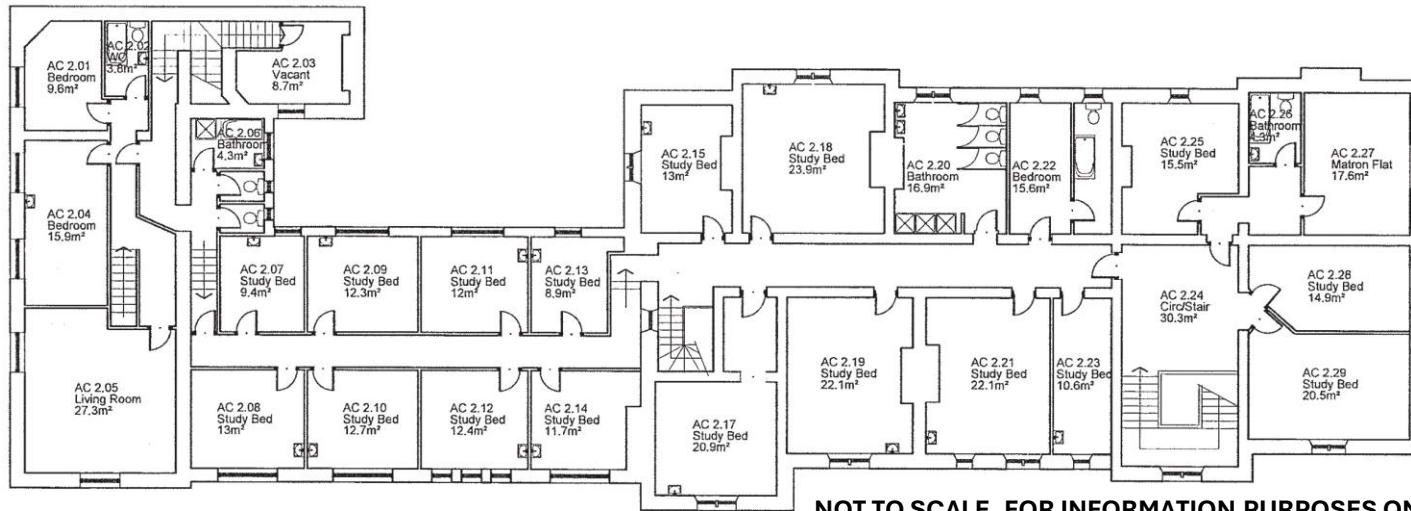 AC 2.01
Bedroom
9.6m²
AC 2.02
WC
3.8m²
AC 2.03
Vacant
8.7m²
AC 2.04
Bedroom
15.9m²
AC 2.05
Living Room
27.3m²
AC 2.06
Bathroom
4.3m²
AC 2.07
Study Bed
9.4m²
AC 2.08
Study Bed
13m²
AC 2.09
Study Bed
12.3m²
AC 2.10
Study Bed
12.7m²
AC 2.11
Study Bed
12m²
AC 2.12
Study Bed
12.4m²
AC 2.13
Study Bed
8.9m²
AC 2.14
Study Bed
11.7m²
AC 2.15
Study Bed
13m²
AC 2.17
Study Bed
20.9m²
AC 2.18
Study Bed
23.9m²
AC 2.19
Study Bed
22.1m²
AC 2.20
Bathroom
16.9m²
AC 2.21
Study Bed
22.1m²
AC 2.22
Bedroom
15.6m²
AC 2.23
Study Bed
10.6m²
AC 2.24
Circ/Stair
30.3m²
AC 2.25
Study Bed
15.5m²
AC 2.26
Bathroom
4.3m²
AC 2.27
Matron Flat
17.6m²
AC 2.28
Study Bed
14.9m²
AC 2.29
Study Bed
20.5m²
NOT TO SCALE, FOR INFORMATION PURPOSES ON